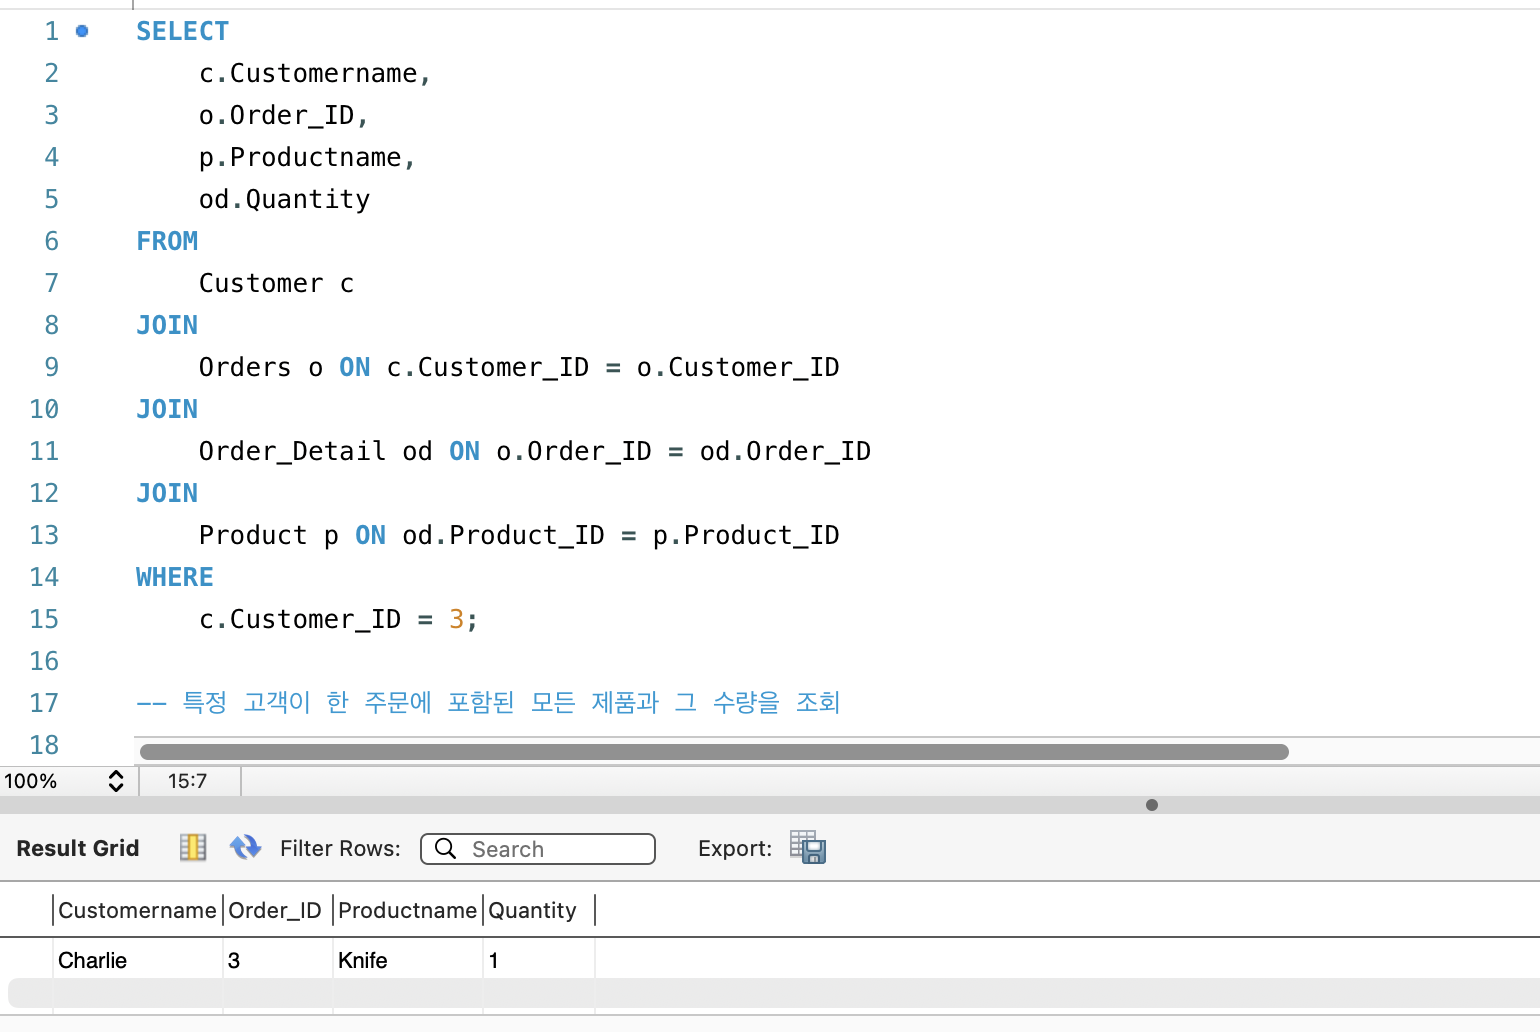 1 SELECT
2 c.Customername,
3 o.Order_ID,
4 p.Productname,
5 od.Quantity
6 FROM
7 Customer c
8 JOIN
9 Orders o ON c.Customer_ID = o.Customer_ID
10 JOIN
11 Order_Detail od ON o.Order_ID = od.Order_ID
12 JOIN
13 Product p ON od.Product_ID = p.Product_ID
14 WHERE
15 c.Customer_ID = 3;
16
17 -- 특정 고객이 한 주문에 포함된 모든 제품과 그 수량을 조회
18
100% 15:7
Result Grid Filter Rows: Search Export:
Customername Order_ID Productname Quantity
Charlie 3 Knife 1